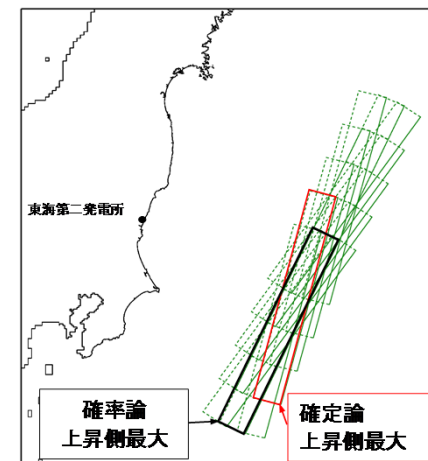 東海第二発電所
確率論
上昇側最大
確定論
上昇側最大